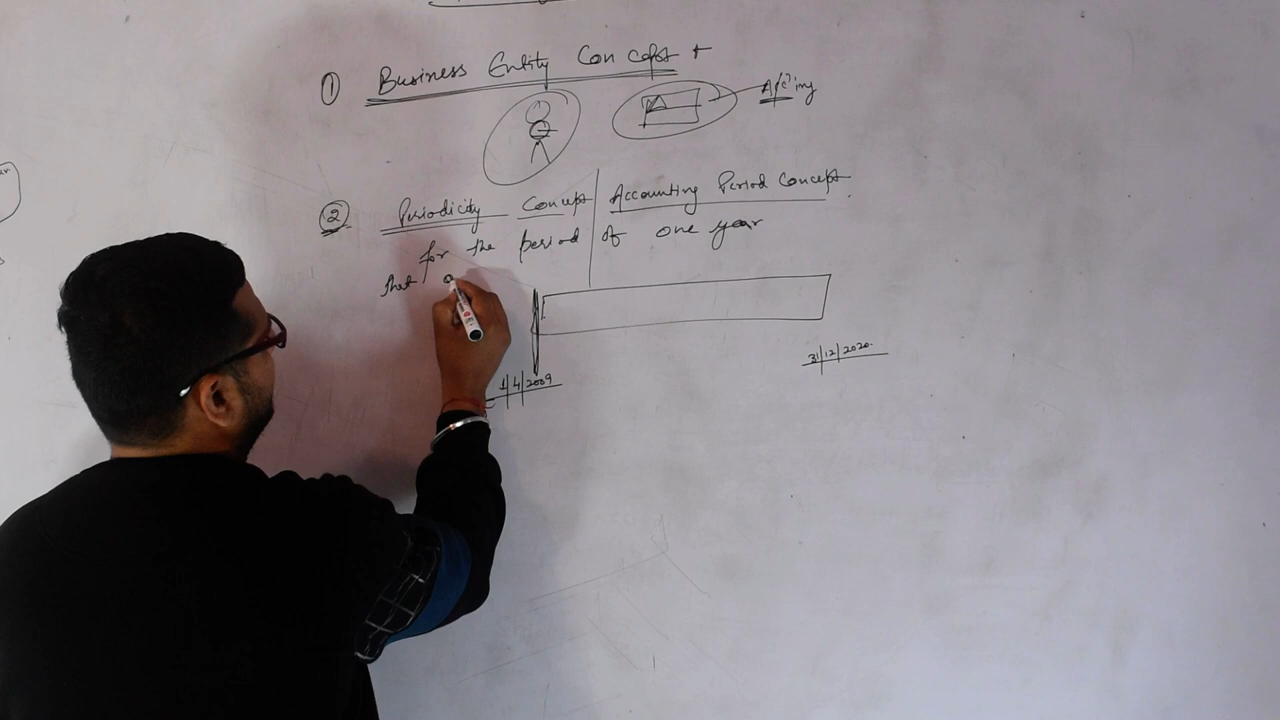 ① Business Entity Concept
A/c'ing
② Periodicity Concept | Accounting Period Concept
for the period of one year
that
1/4/2009
31/12/2020